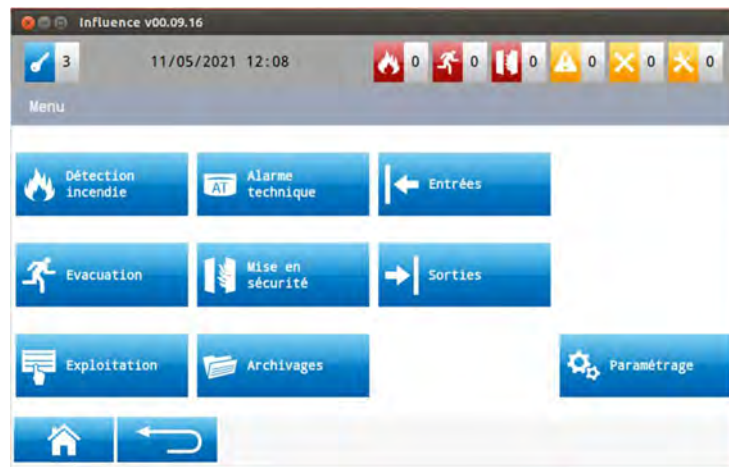 Influence v00.09.16
3 11/05/2021 12:08 0 0 0 0 0 0
Menu
Détection
incendie
AT
Alarme
technique
Entrées
Evacuation
Mise en
sécurité
Sorties
Exploitation
Archivages
Paramétrage